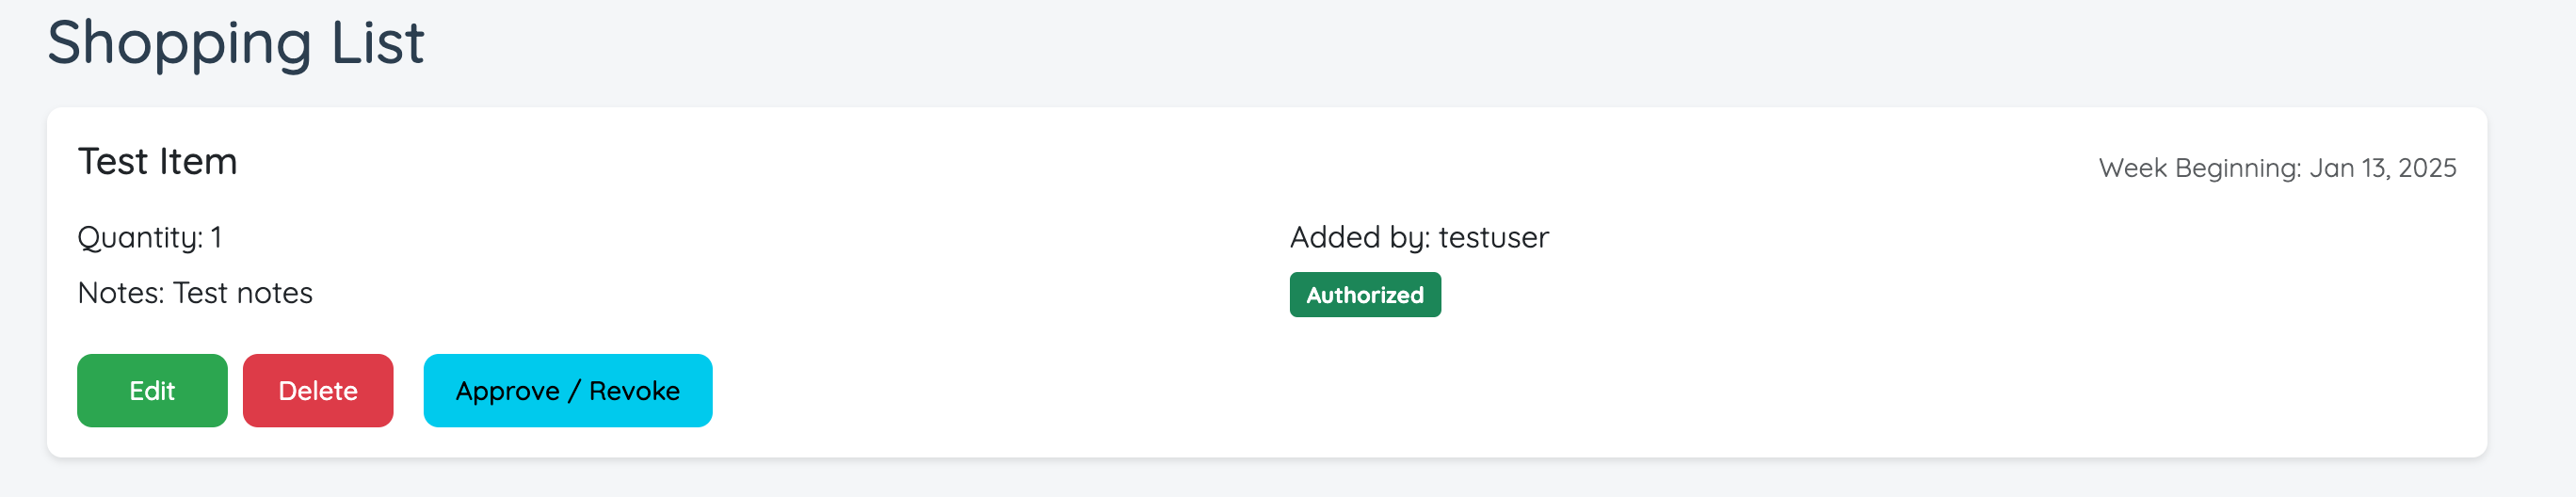 Shopping List
Test Item
Week Beginning: Jan 13, 2025
Quantity: 1
Added by: testuser
Notes: Test notes
Authorized
Edit
Delete
Approve / Revoke